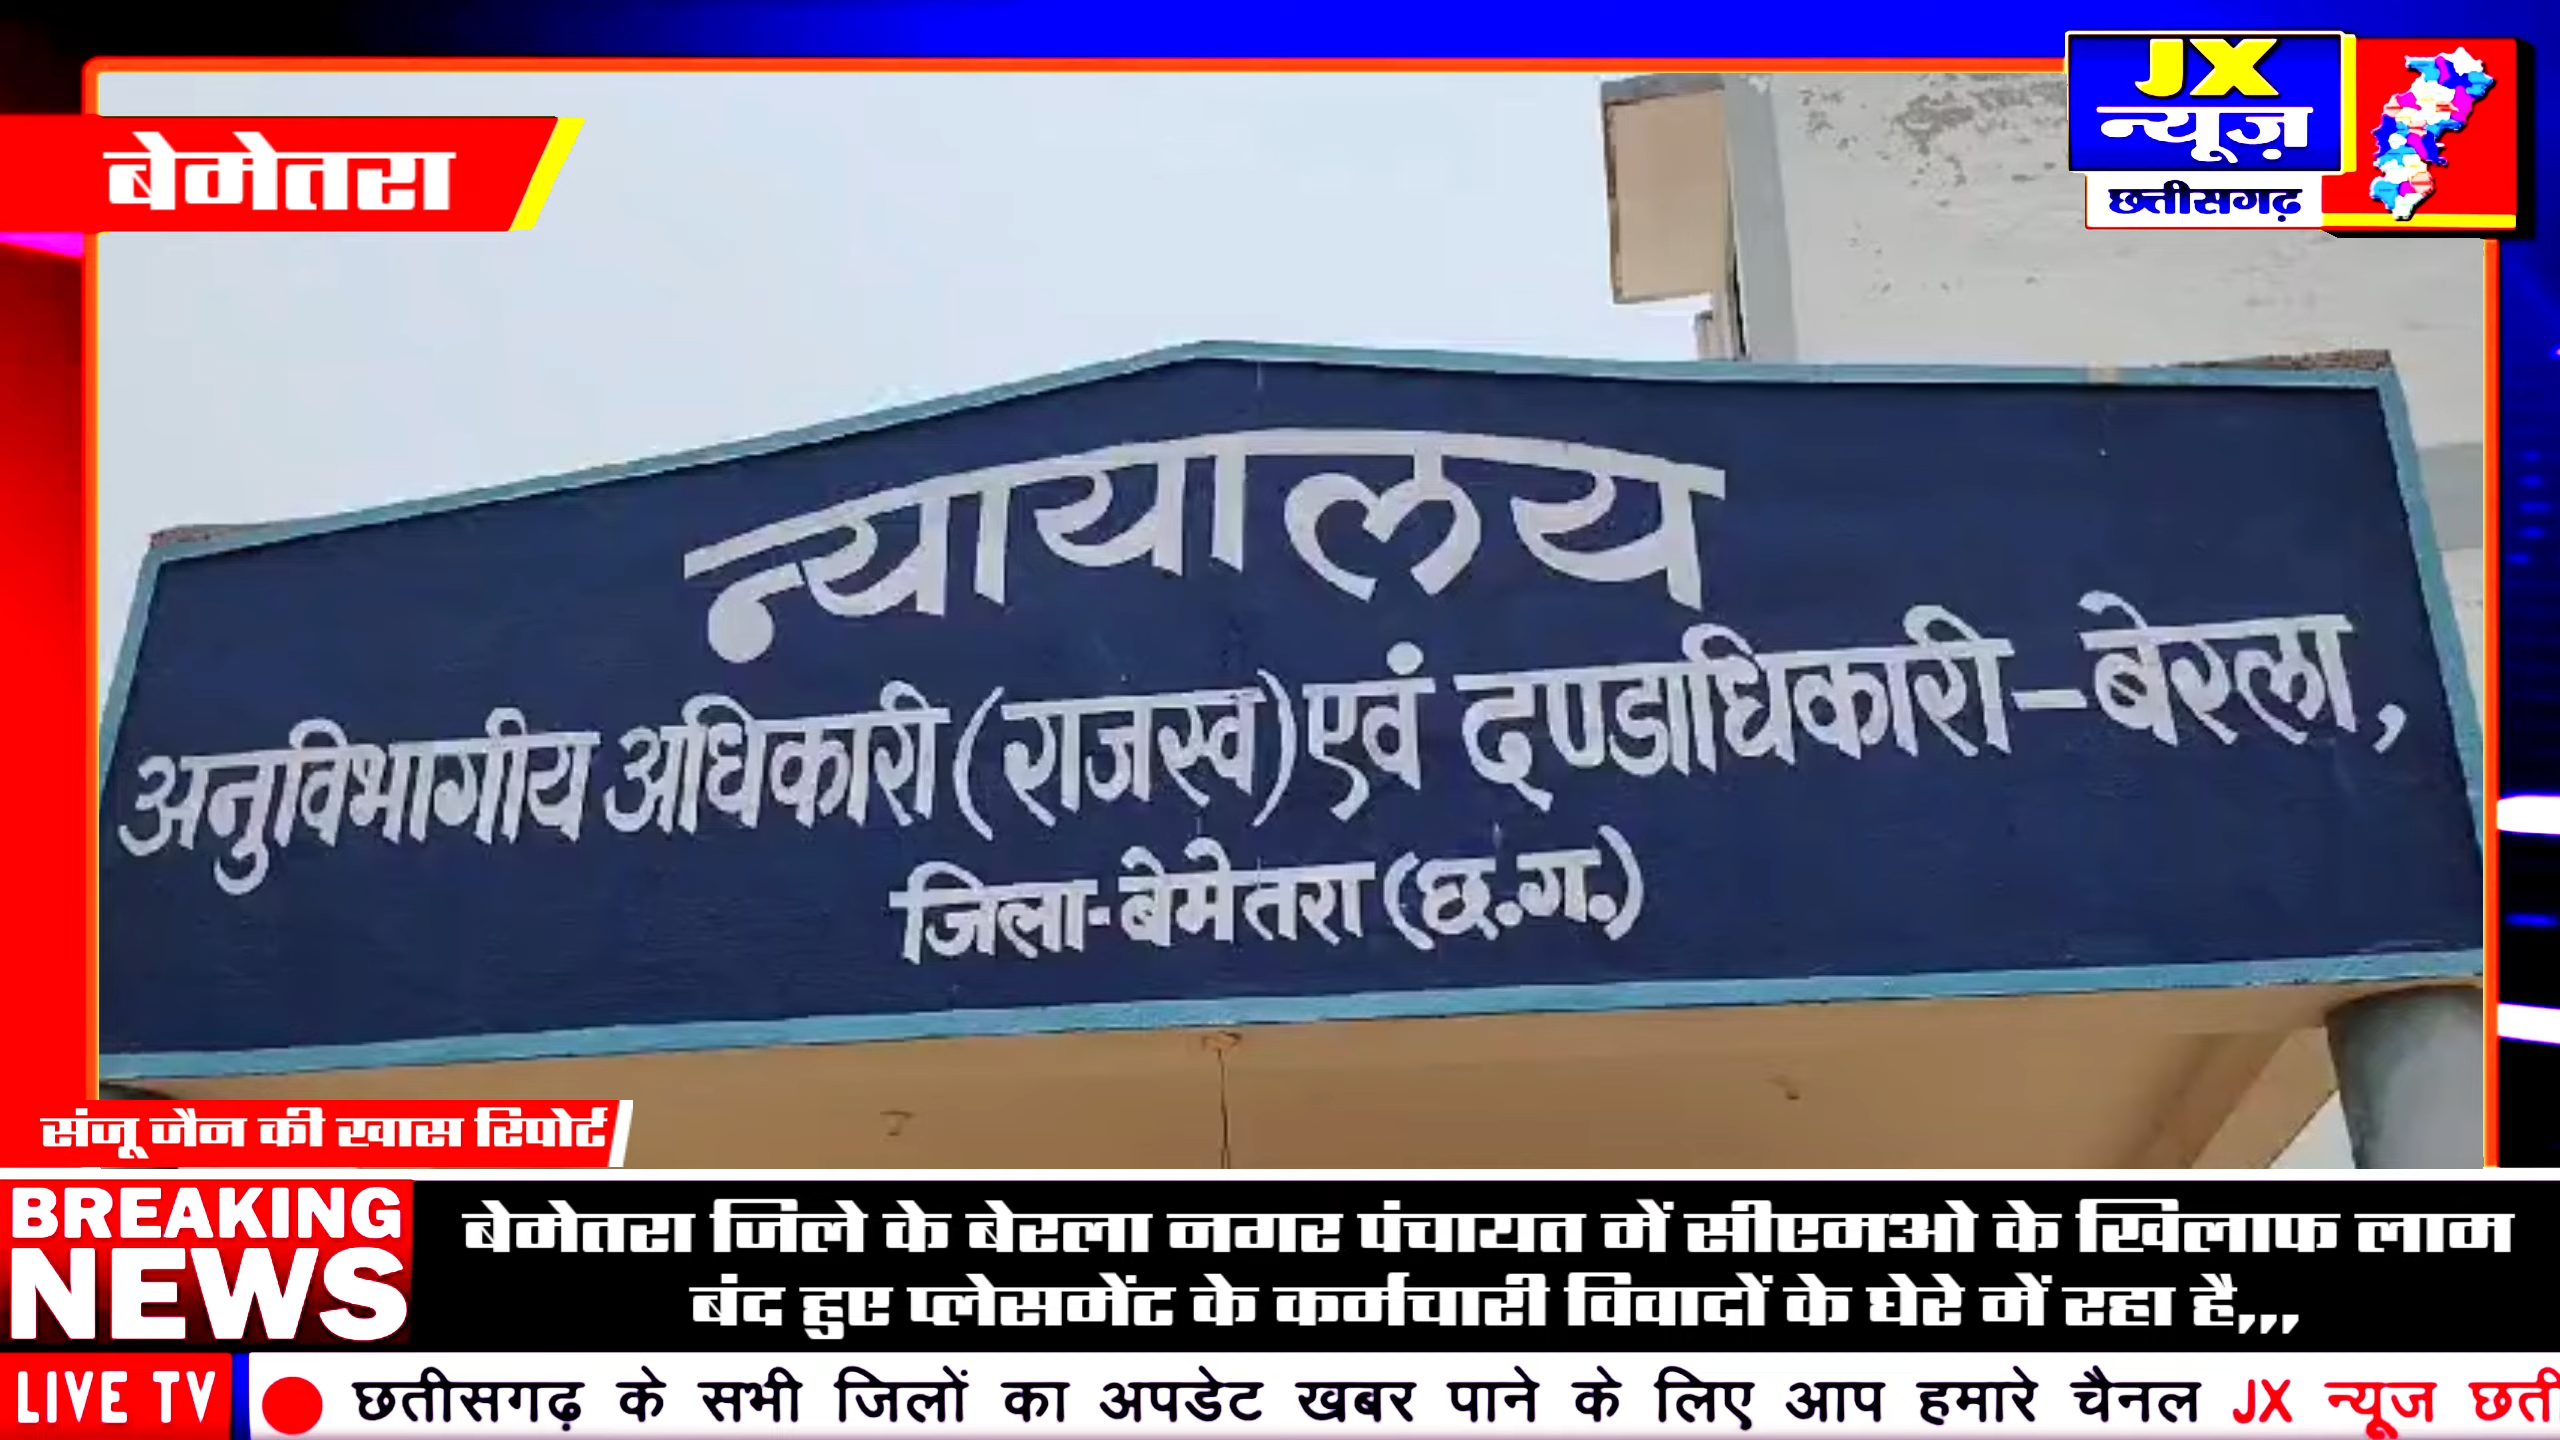 JX
न्यूज़
छत्तीसगढ़
बेमेतरा
न्यायालय
अनुविभागीय अधिकारी (राजस्व) एवं दण्डाधिकारी-बेरला,
जिला-बेमेतरा (छ.ग.)
संजू जैन की खास रिपोर्ट
BREAKING
NEWS
बेमेतरा जिले के बेरला नगर पंचायत में सीएमओ के खिलाफ लाम
बंद हुए प्लेसमेंट के कर्मचारी विवादों के घेरे में रहा है,,,
LIVE TV
छतीसगढ़ के सभी जिलों का अपडेट खबर पाने के लिए आप हमारे चैनल JX न्यूज छती